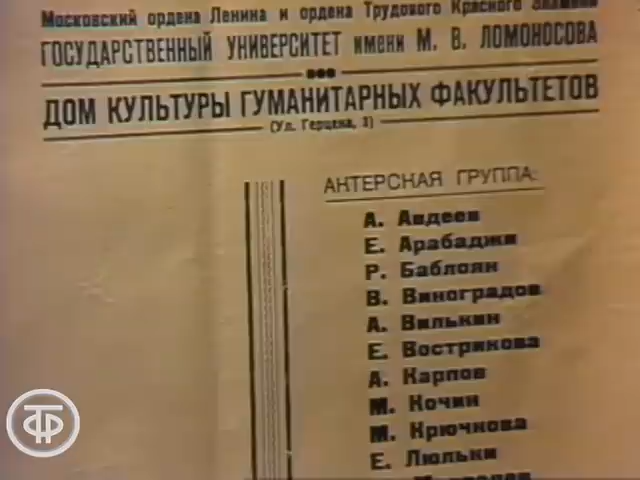 Московский ордена Ленина и ордена Трудового Красного Знамени
ГОСУДАРСТВЕННЫЙ УНИВЕРСИТЕТ имени М. В. ЛОМОНОСОВА
ДОМ КУЛЬТУРЫ ГУМАНИТАРНЫХ ФАКУЛЬТЕТОВ
(Ул. Герцена, 3)
АКТЕРСКАЯ ГРУППА:
А. Авдеев
Е. Арабаджи
Р. Баблоян
В. Виноградов
А. Вилькин
Е. Вострикова
А. Карпов
М. Кочин
М. Крючкова
Е. Люльки